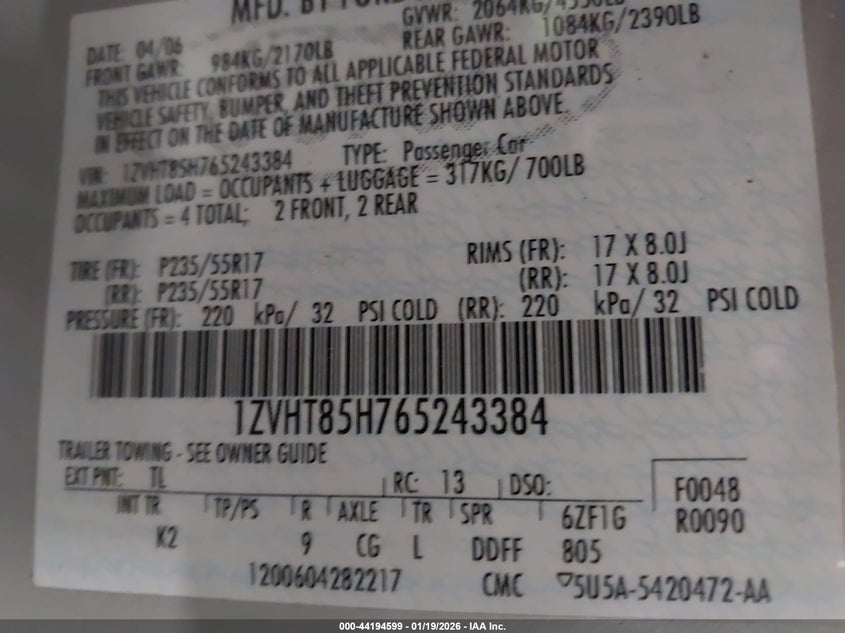 MFD. BY FORD
DATE: 04/06 GVWR: 2064KG/4550LB
FRONT GAWR: 984KG/2170LB REAR GAWR: 1084KG/2390LB
THIS VEHICLE CONFORMS TO ALL APPLICABLE FEDERAL MOTOR
VEHICLE SAFETY, BUMPER, AND THEFT PREVENTION STANDARDS
IN EFFECT ON THE DATE OF MANUFACTURE SHOWN ABOVE.
VIN: 1ZVHT85H765243384 TYPE: Passenger Car
MAXIMUM LOAD = OCCUPANTS + LUGGAGE = 317KG/ 700LB
OCCUPANTS = 4 TOTAL; 2 FRONT, 2 REAR
TIRE (FR): P235/55R17 RIMS (FR): 17 X 8.0J
(RR): P235/55R17 (RR): 17 X 8.0J
PRESSURE (FR): 220 kPa/ 32 PSI COLD (RR): 220 kPa/ 32 PSI COLD
1ZVHT85H765243384
TRAILER TOWING - SEE OWNER GUIDE
EXT PNT: TL RC: 13 DSO: F0048
INT TR TP/PS R AXLE TR SPR 6ZF1G R0090
K2 9 CG L DDFF 805
1200604282217 CMC ▽5U5A-5420472-AA
000-44194599 - 01/19/2026 - IAA Inc.